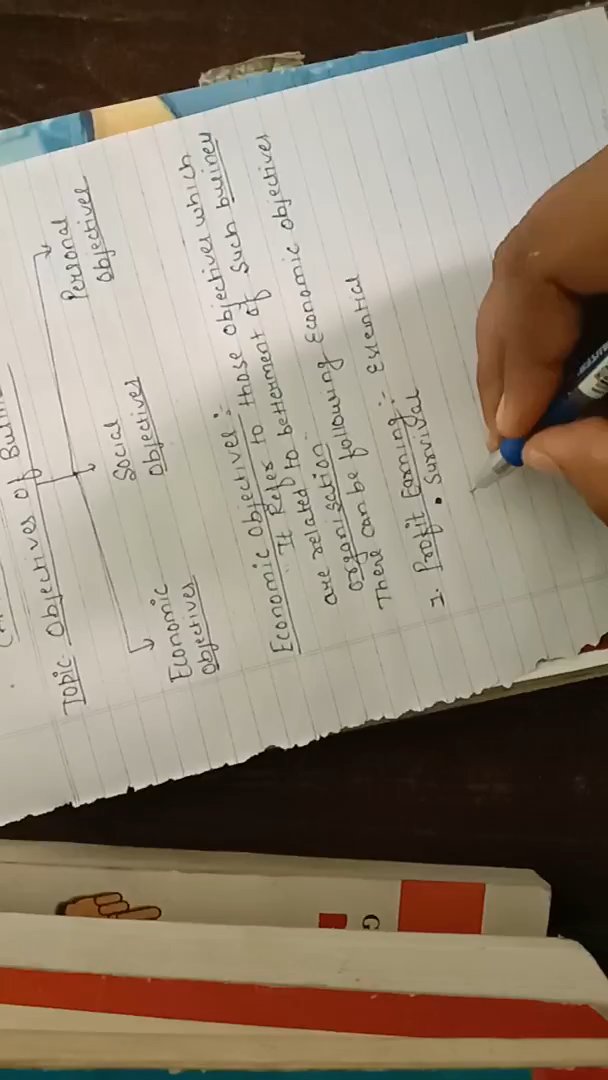 Topic- Objectives of
Economic Objectives
Social Objectives
Personal Objectives
Economic Objectives:-
It Refer to those objectives which
are related to betterment of such business
organisation.
There can be following Economic objectives
1. Profit Earning:- Essential
• Survival
G